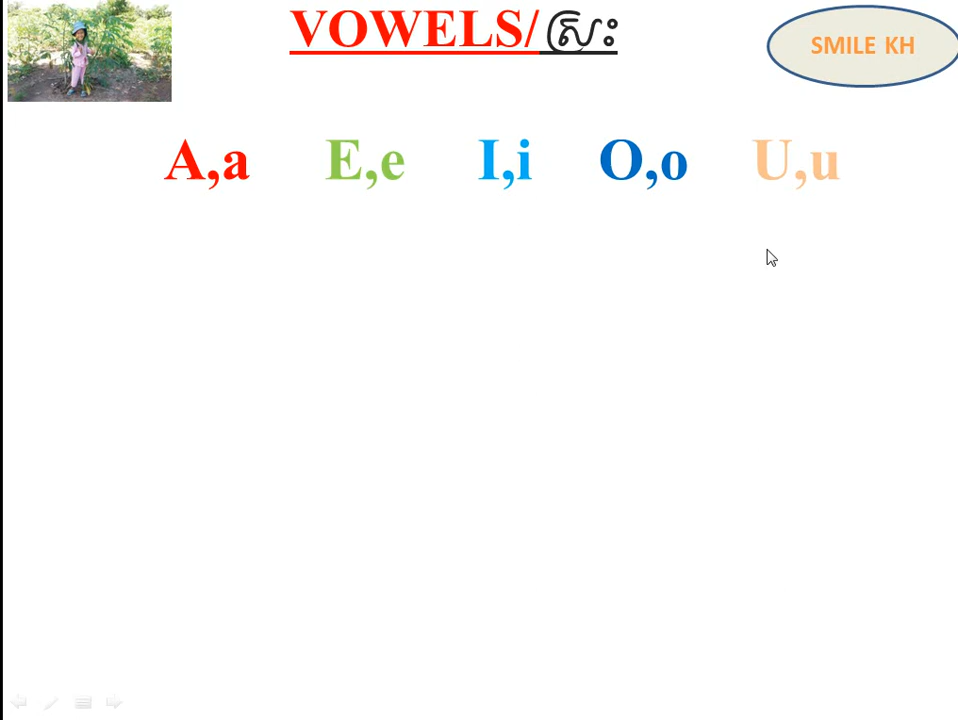 VOWELS/ស្រះ
SMILE KH
A,a E,e I,i O,o U,u